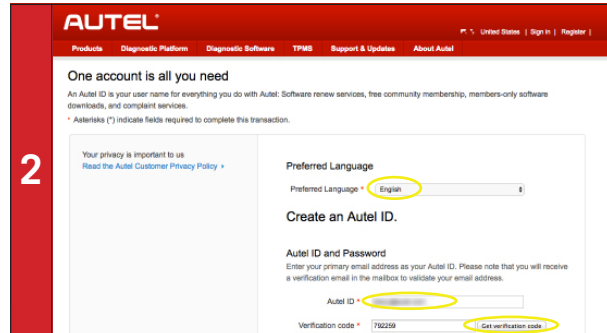 AUTEL
United States | Sign in | Register |
Products Diagnostic Platform Diagnostic Software TPMS Support & Updates About Autel
One account is all you need
An Autel ID is your user name for everything you do with Autel: Software renew services, free community membership, members-only software
downloads, and complaint services.
* Asterisks (*) indicate fields required to complete this transaction.
2
Your privacy is important to us
Read the Autel Customer Privacy Policy ›
Preferred Language
Preferred Language * English
Create an Autel ID.
Autel ID and Password
Enter your primary email address as your Autel ID. Please note that you will receive
a verification email in the mailbox to validate your email address.
Autel ID *
Verification code * 792259 Get verification code